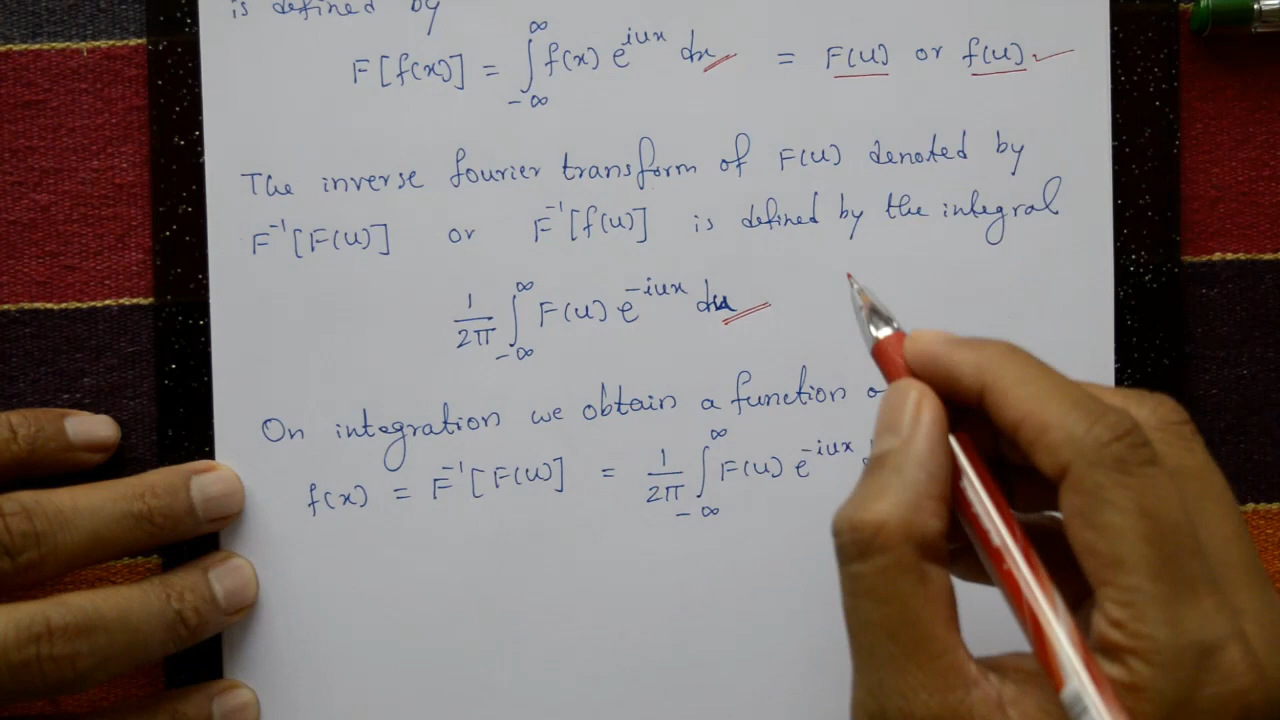 is defined by
F[f(x)] = ∫_{-∞}^{∞} f(x) e^{iux} dx = F(u) or f(u)
The inverse fourier transform of F(u) denoted by
F^{-1}[F(u)] or F^{-1}[f(u)] is defined by the integral
1/2π ∫_{-∞}^{∞} F(u) e^{-iux} du
On integration we obtain a function
f(x) = F^{-1}[F(u)] = 1/2π ∫_{-∞}^{∞} F(u) e^{-iux}